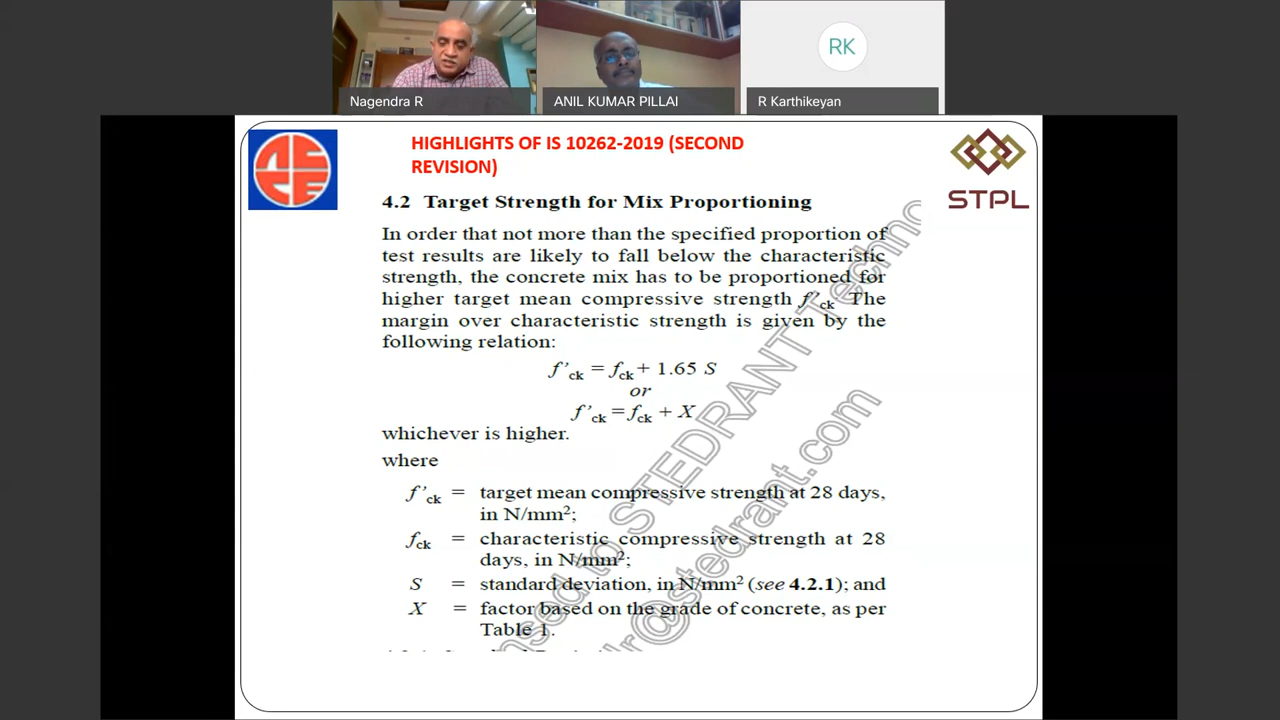 RK
Nagendra R
ANIL KUMAR PILLAI
R Karthikeyan
HIGHLIGHTS OF IS 10262-2019 (SECOND
REVISION)
STPL
4.2 Target Strength for Mix Proportioning
In order that not more than the specified proportion of
test results are likely to fall below the characteristic
strength, the concrete mix has to be proportioned for
higher target mean compressive strength f’ck The
margin over characteristic strength is given by the
following relation:
f’ck = fck + 1.65 S
or
f’ck = fck + X
whichever is higher.
where
f’ck = target mean compressive strength at 28 days,
in N/mm²;
fck = characteristic compressive strength at 28
days, in N/mm²;
S = standard deviation, in N/mm² (see 4.2.1); and
X = factor based on the grade of concrete, as per
Table 1.
nsed to STEDRANT Techno
r@stedrant.com